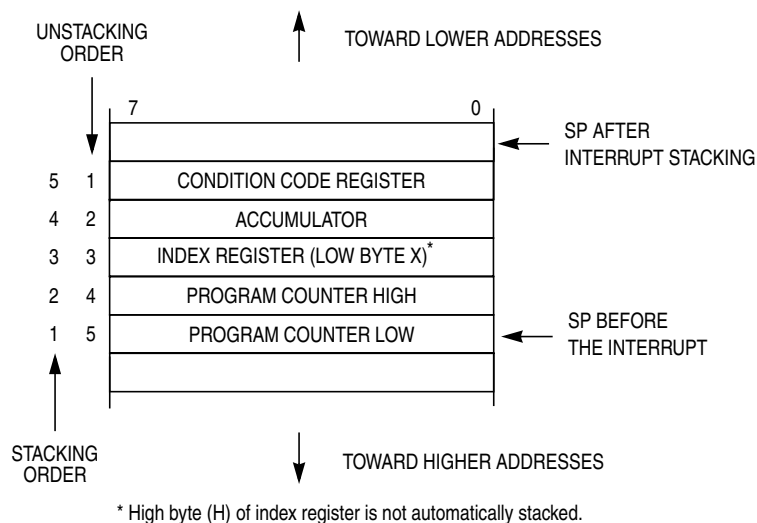 UNSTACKING
ORDER
TOWARD LOWER ADDRESSES
7 0
SP AFTER
INTERRUPT STACKING
5 1 CONDITION CODE REGISTER
4 2 ACCUMULATOR
3 3 INDEX REGISTER (LOW BYTE X)*
2 4 PROGRAM COUNTER HIGH
1 5 PROGRAM COUNTER LOW
SP BEFORE
THE INTERRUPT
STACKING
ORDER
TOWARD HIGHER ADDRESSES
* High byte (H) of index register is not automatically stacked.